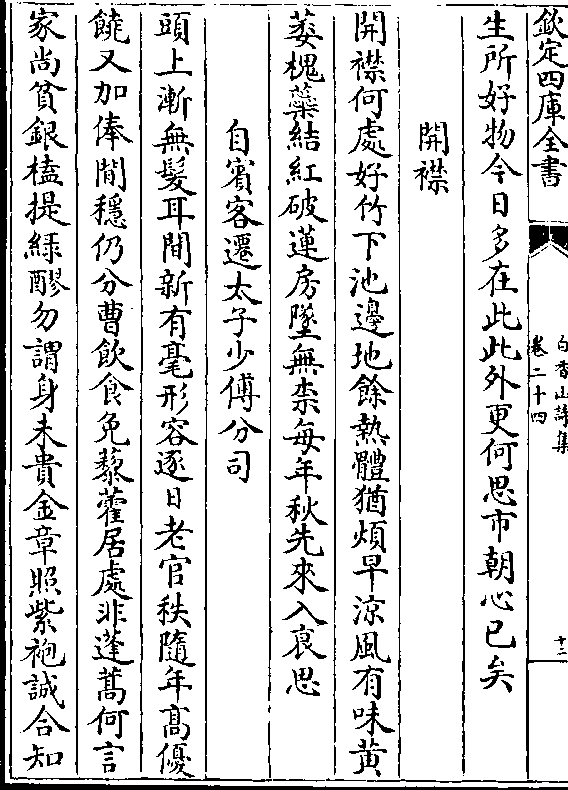 欽定四庫全書
白香山詩集
卷二十四
十二
生所好物今日多在此此外更何思市朝心已矣
開襟
開襟何處好竹下池邊地餘熱體猶煩早涼風有味黃
萎槐蘂結紅破蓮房墜無柰每年秋先來入衰思
自賓客遷太子少傅分司
頭上漸無髮耳間新有毫形容逐日老官秩隨年髙優
饒又加俸閒穩仍分曹飲食免藜藿居處非蓬蒿何言
家尚貧銀榼提綠醪勿謂身未貴金章照紫袍誠合知